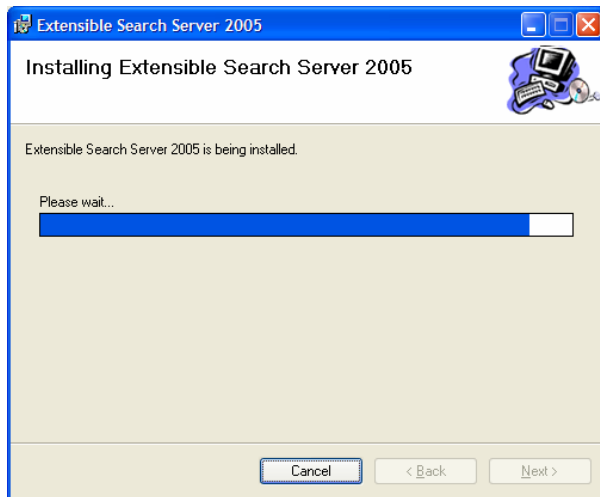 Extensible Search Server 2005
Installing Extensible Search Server 2005
Extensible Search Server 2005 is being installed.
Please wait...
Cancel
< Back
Next >